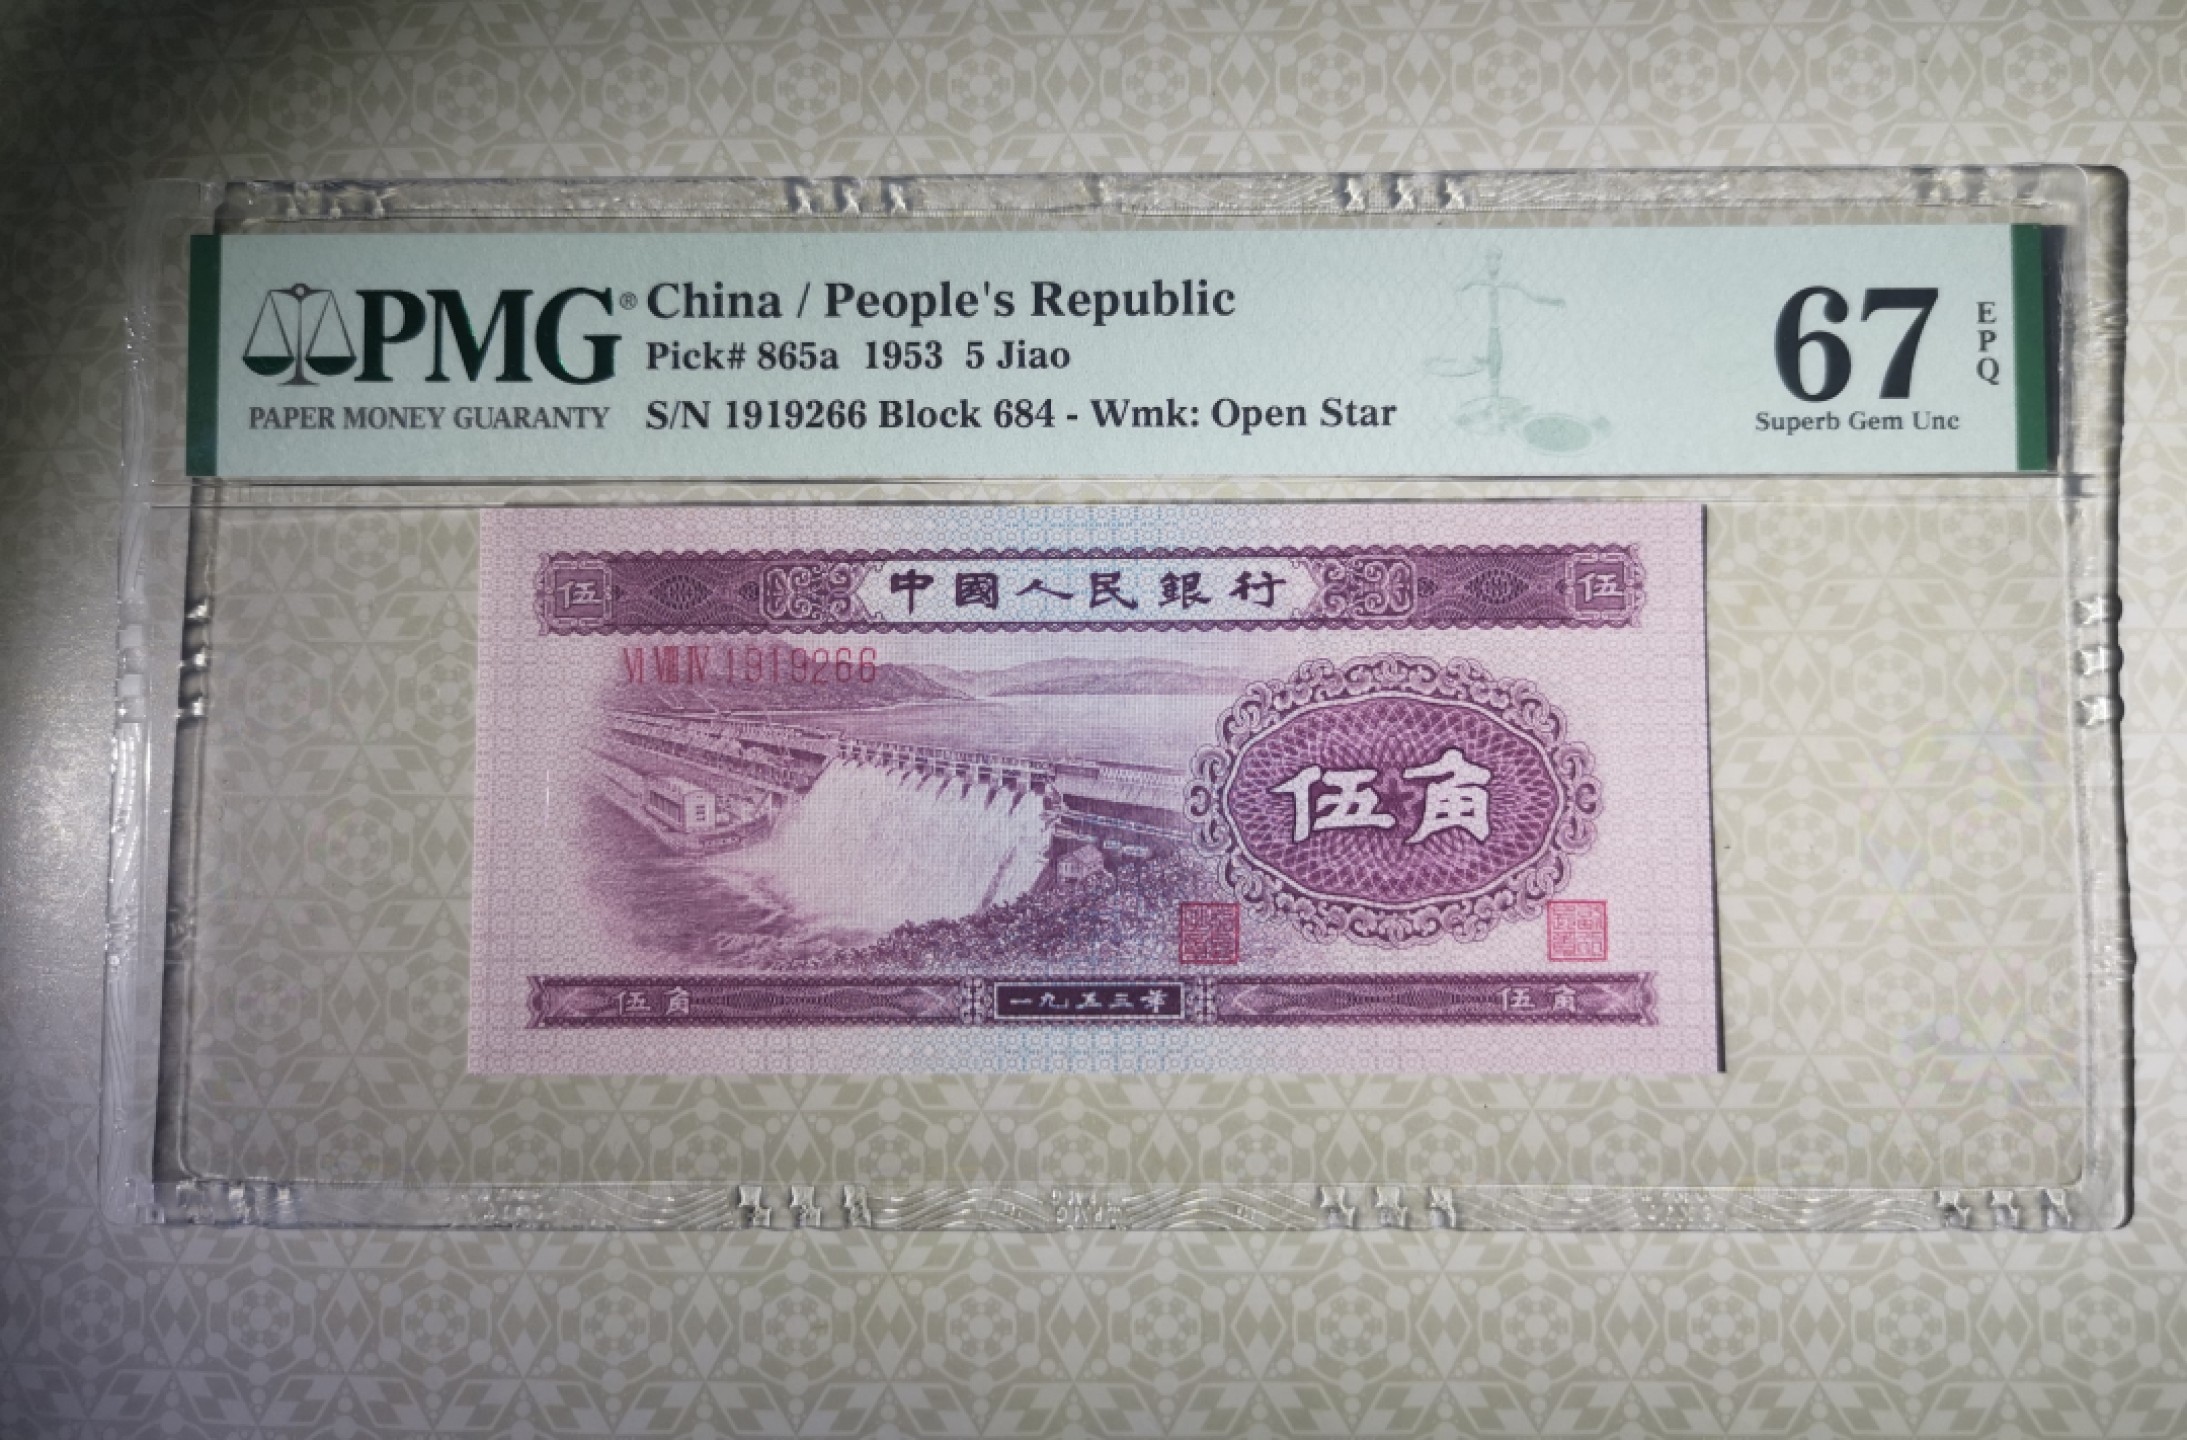 PMG® China / People's Republic
Pick# 865a 1953 5 Jiao
PAPER MONEY GUARANTY S/N 1919266 Block 684 - Wmk: Open Star
67 EPQ
Superb Gem Unc
伍 中國人民銀行 伍
VI VIII IV 1919266
伍角
伍角 一九五三年 伍角